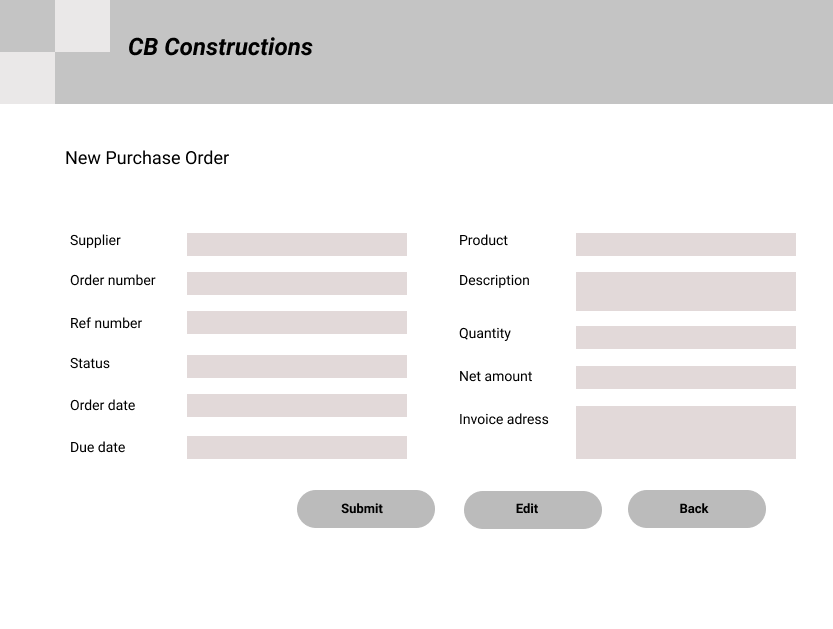 CB Constructions
New Purchase Order
Supplier
Order number
Ref number
Status
Order date
Due date
Product
Description
Quantity
Net amount
Invoice adress
Submit
Edit
Back